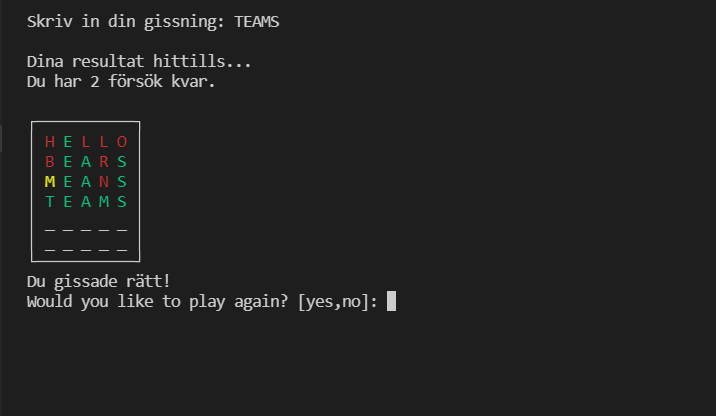 Skriv in din gissning: TEAMS
Dina resultat hittills...
Du har 2 försök kvar.
H E L L O
B E A R S
M E A N S
T E A M S
_ _ _ _ _
_ _ _ _ _
Du gissade rätt!
Would you like to play again? [yes,no]: